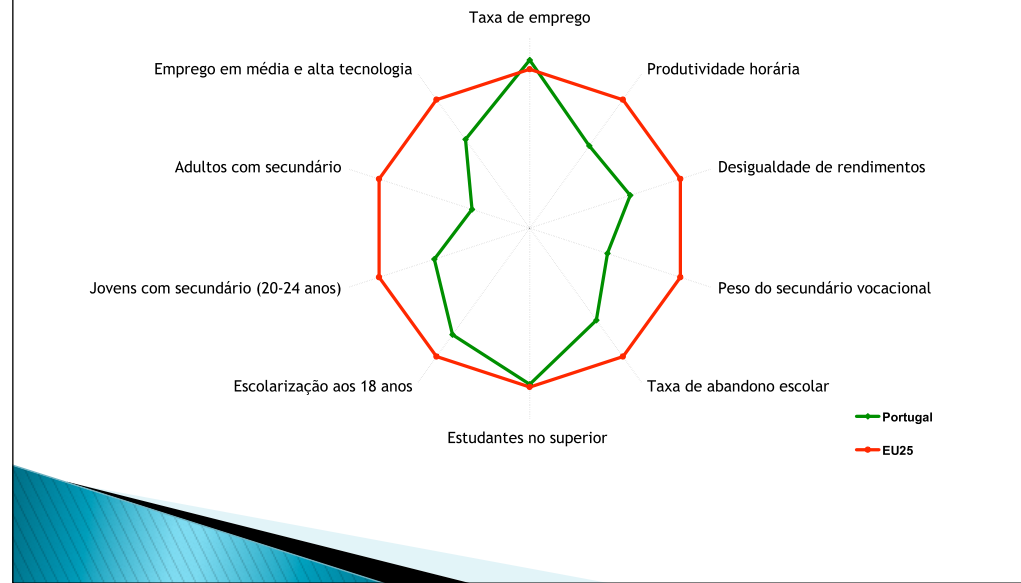 Taxa de emprego
Emprego em média e alta tecnologia
Produtividade horária
Adultos com secundário
Desigualdade de rendimentos
Jovens com secundário (20-24 anos)
Peso do secundário vocacional
Escolarização aos 18 anos
Taxa de abandono escolar
Estudantes no superior
Portugal
EU25